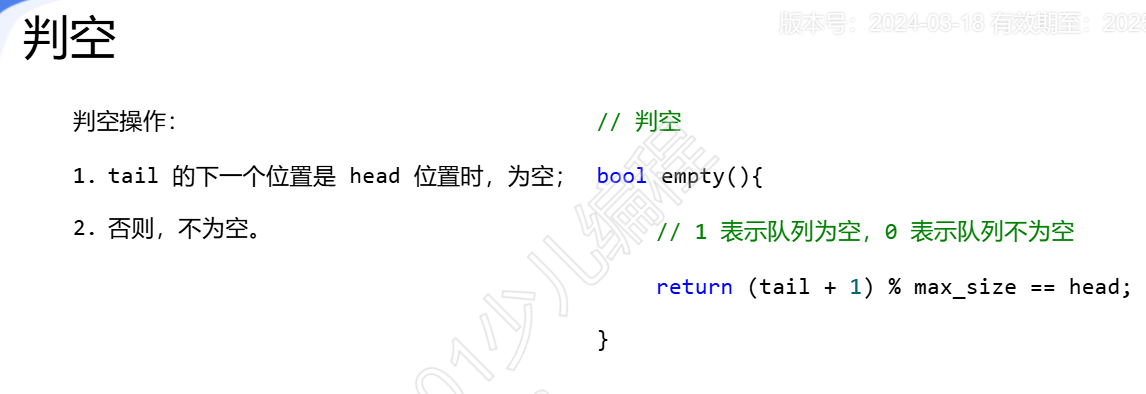 版本号：2024-03-18 有效期至：2023
判空
判空操作：
1. tail 的下一个位置是 head 位置时，为空；
2. 否则，不为空。
// 判空
bool empty(){
// 1 表示队列为空，0 表示队列不为空
return (tail + 1) % max_size == head;
}
01少儿编程